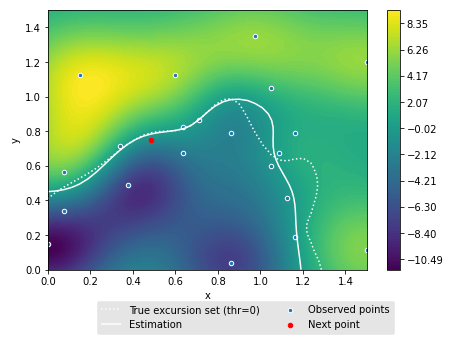 1.4
1.2
1.0
0.8
0.6
0.4
0.2
0.0
y
0.0 0.2 0.4 0.6 0.8 1.0 1.2 1.4
x
8.35
6.26
4.17
2.07
−0.02
−2.12
−4.21
−6.30
−8.40
−10.49
True excursion set (thr=0)
Estimation
Observed points
Next point